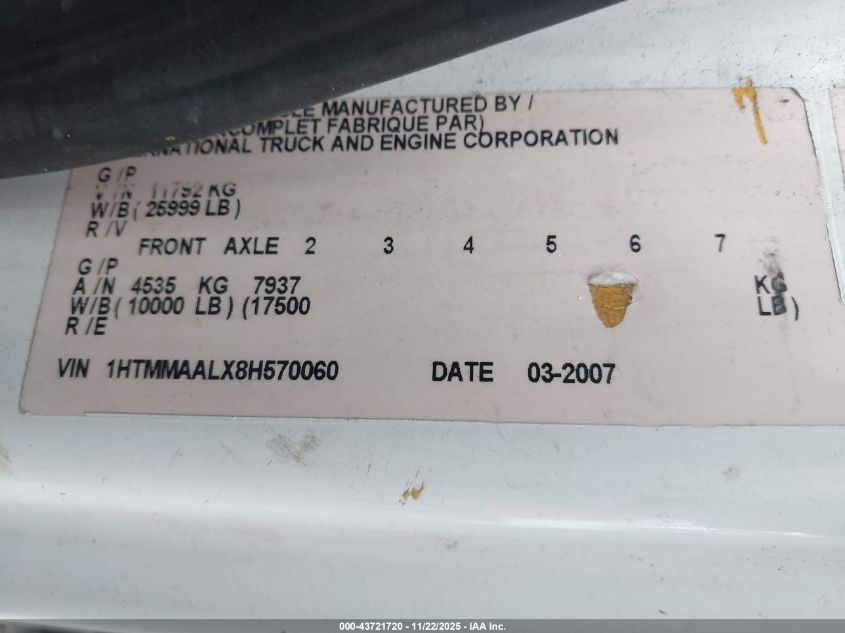 MANUFACTURED BY /
FABRIQUE PAR)
TRUCK AND ENGINE CORPORATION
G /P
V /N 11792 KG
W/B ( 25999 LB )
R /V
FRONT AXLE 2 3 4 5 6 7
G /P
A /N 4535 KG 7937 KG
W/B ( 10000 LB ) (17500 LB )
R /E
VIN 1HTMMAALX8H570060 DATE 03-2007
000-43721720 - 11/22/2025 - IAA Inc.